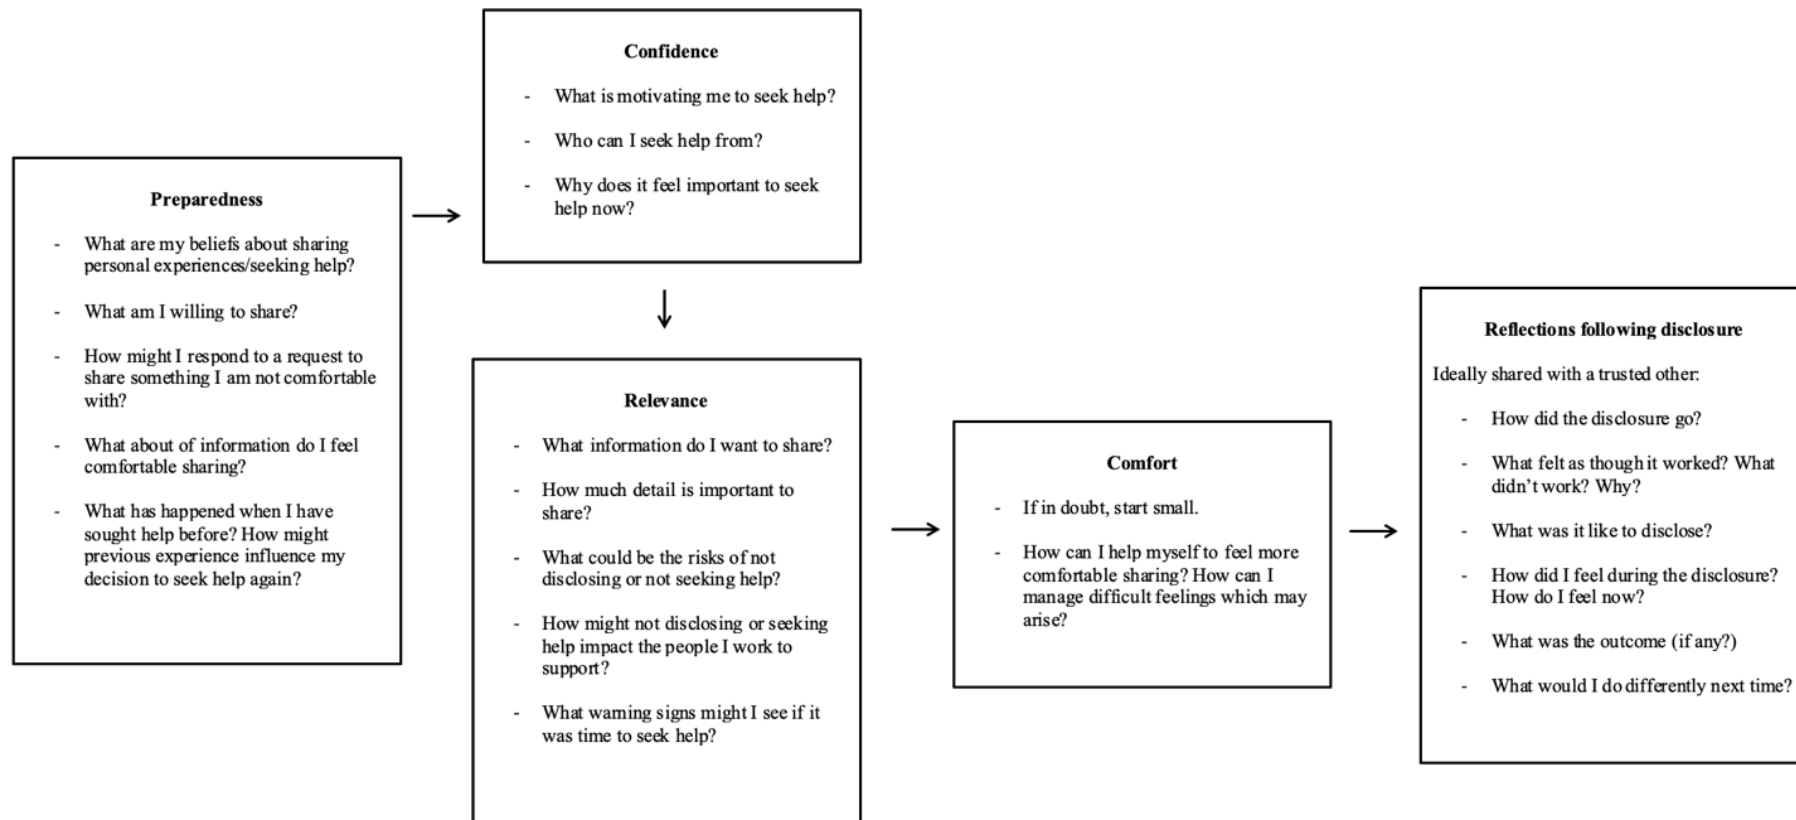 Preparedness
- What are my beliefs about sharing
personal experiences/seeking help?
- What am I willing to share?
- How might I respond to a request to
share something I am not comfortable
with?
- What about of information do I feel
comfortable sharing?
- What has happened when I have
sought help before? How might
previous experience influence my
decision to seek help again?
Confidence
- What is motivating me to seek help?
- Who can I seek help from?
- Why does it feel important to seek
help now?
Relevance
- What information do I want to share?
- How much detail is important to
share?
- What could be the risks of not
disclosing or not seeking help?
- How might not disclosing or seeking
help impact the people I work to
support?
- What warning signs might I see if it
was time to seek help?
Comfort
- If in doubt, start small.
- How can I help myself to feel more
comfortable sharing? How can I
manage difficult feelings which may
arise?
Reflections following disclosure
Ideally shared with a trusted other:
- How did the disclosure go?
- What felt as though it worked? What
didn't work? Why?
- What was it like to disclose?
- How did I feel during the disclosure?
How do I feel now?
- What was the outcome (if any?)
- What would I do differently next time?